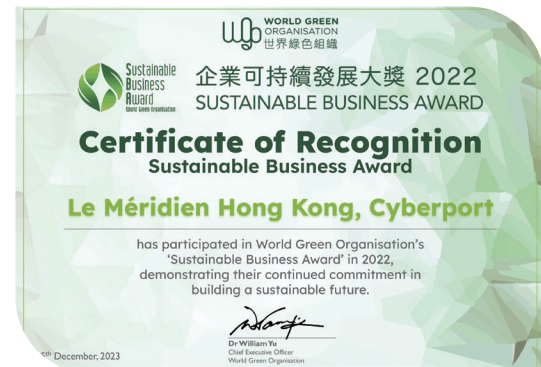 wgo WORLD GREEN
ORGANISATION
世界綠色組織
Sustainable
Business
Award
World Green Organisation
企業可持續發展大獎 2022
SUSTAINABLE BUSINESS AWARD
Certificate of Recognition
Sustainable Business Award
Le Méridien Hong Kong, Cyberport
has participated in World Green Organisation's
'Sustainable Business Award' in 2022,
demonstrating their continued commitment in
building a sustainable future.
Dr William Yu
Chief Executive Officer
World Green Organisation
December, 2023